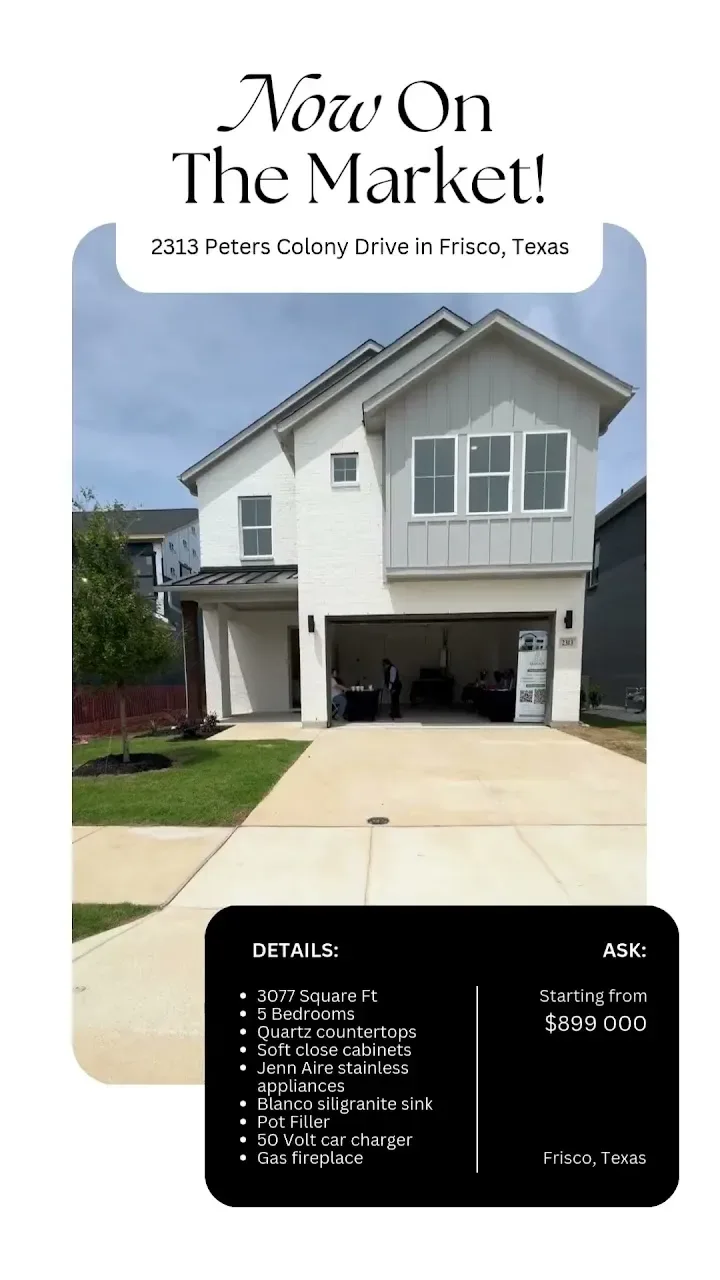 Now On
The Market!
2313 Peters Colony Drive in Frisco, Texas
2313
DETAILS:
• 3077 Square Ft
• 5 Bedrooms
• Quartz countertops
• Soft close cabinets
• Jenn Aire stainless
appliances
• Blanco siligranite sink
• Pot Filler
• 50 Volt car charger
• Gas fireplace
ASK:
Starting from
$899 000
Frisco, Texas